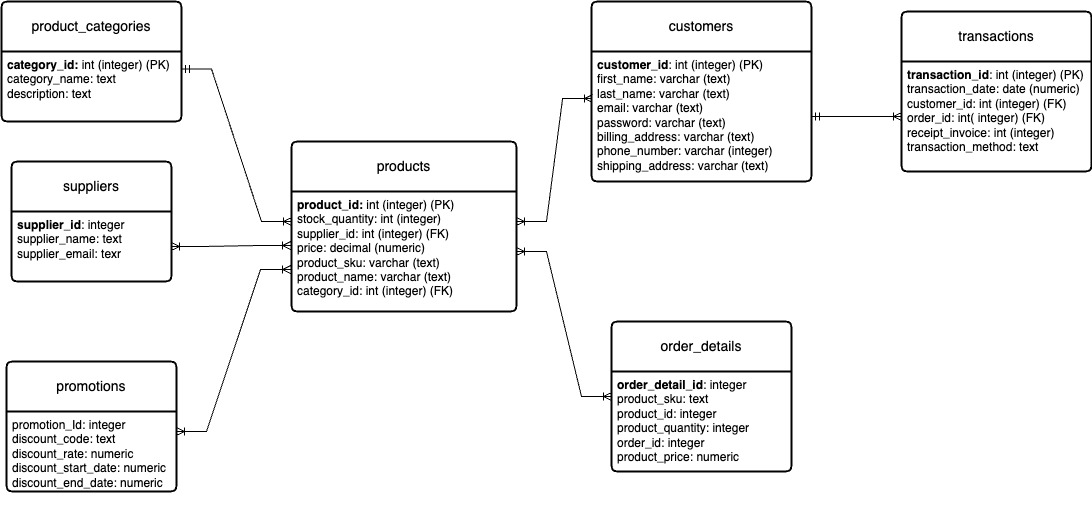 product_categories
category_id: int (integer) (PK)
category_name: text
description: text
suppliers
supplier_id: integer
supplier_name: text
supplier_email: texr
promotions
promotion_Id: integer
discount_code: text
discount_rate: numeric
discount_start_date: numeric
discount_end_date: numeric
products
product_id: int (integer) (PK)
stock_quantity: int (integer)
supplier_id: int (integer) (FK)
price: decimal (numeric)
product_sku: varchar (text)
product_name: varchar (text)
category_id: int (integer) (FK)
customers
customer_id: int (integer) (PK)
first_name: varchar (text)
last_name: varchar (text)
email: varchar (text)
password: varchar (text)
billing_address: varchar (text)
phone_number: varchar (integer)
shipping_address: varchar (text)
order_details
order_detail_id: integer
product_sku: text
product_id: integer
product_quantity: integer
order_id: integer
product_price: numeric
transactions
transaction_id: int (integer) (PK)
transaction_date: date (numeric)
customer_id: int (integer) (FK)
order_id: int( integer) (FK)
receipt_invoice: int (integer)
transaction_method: text